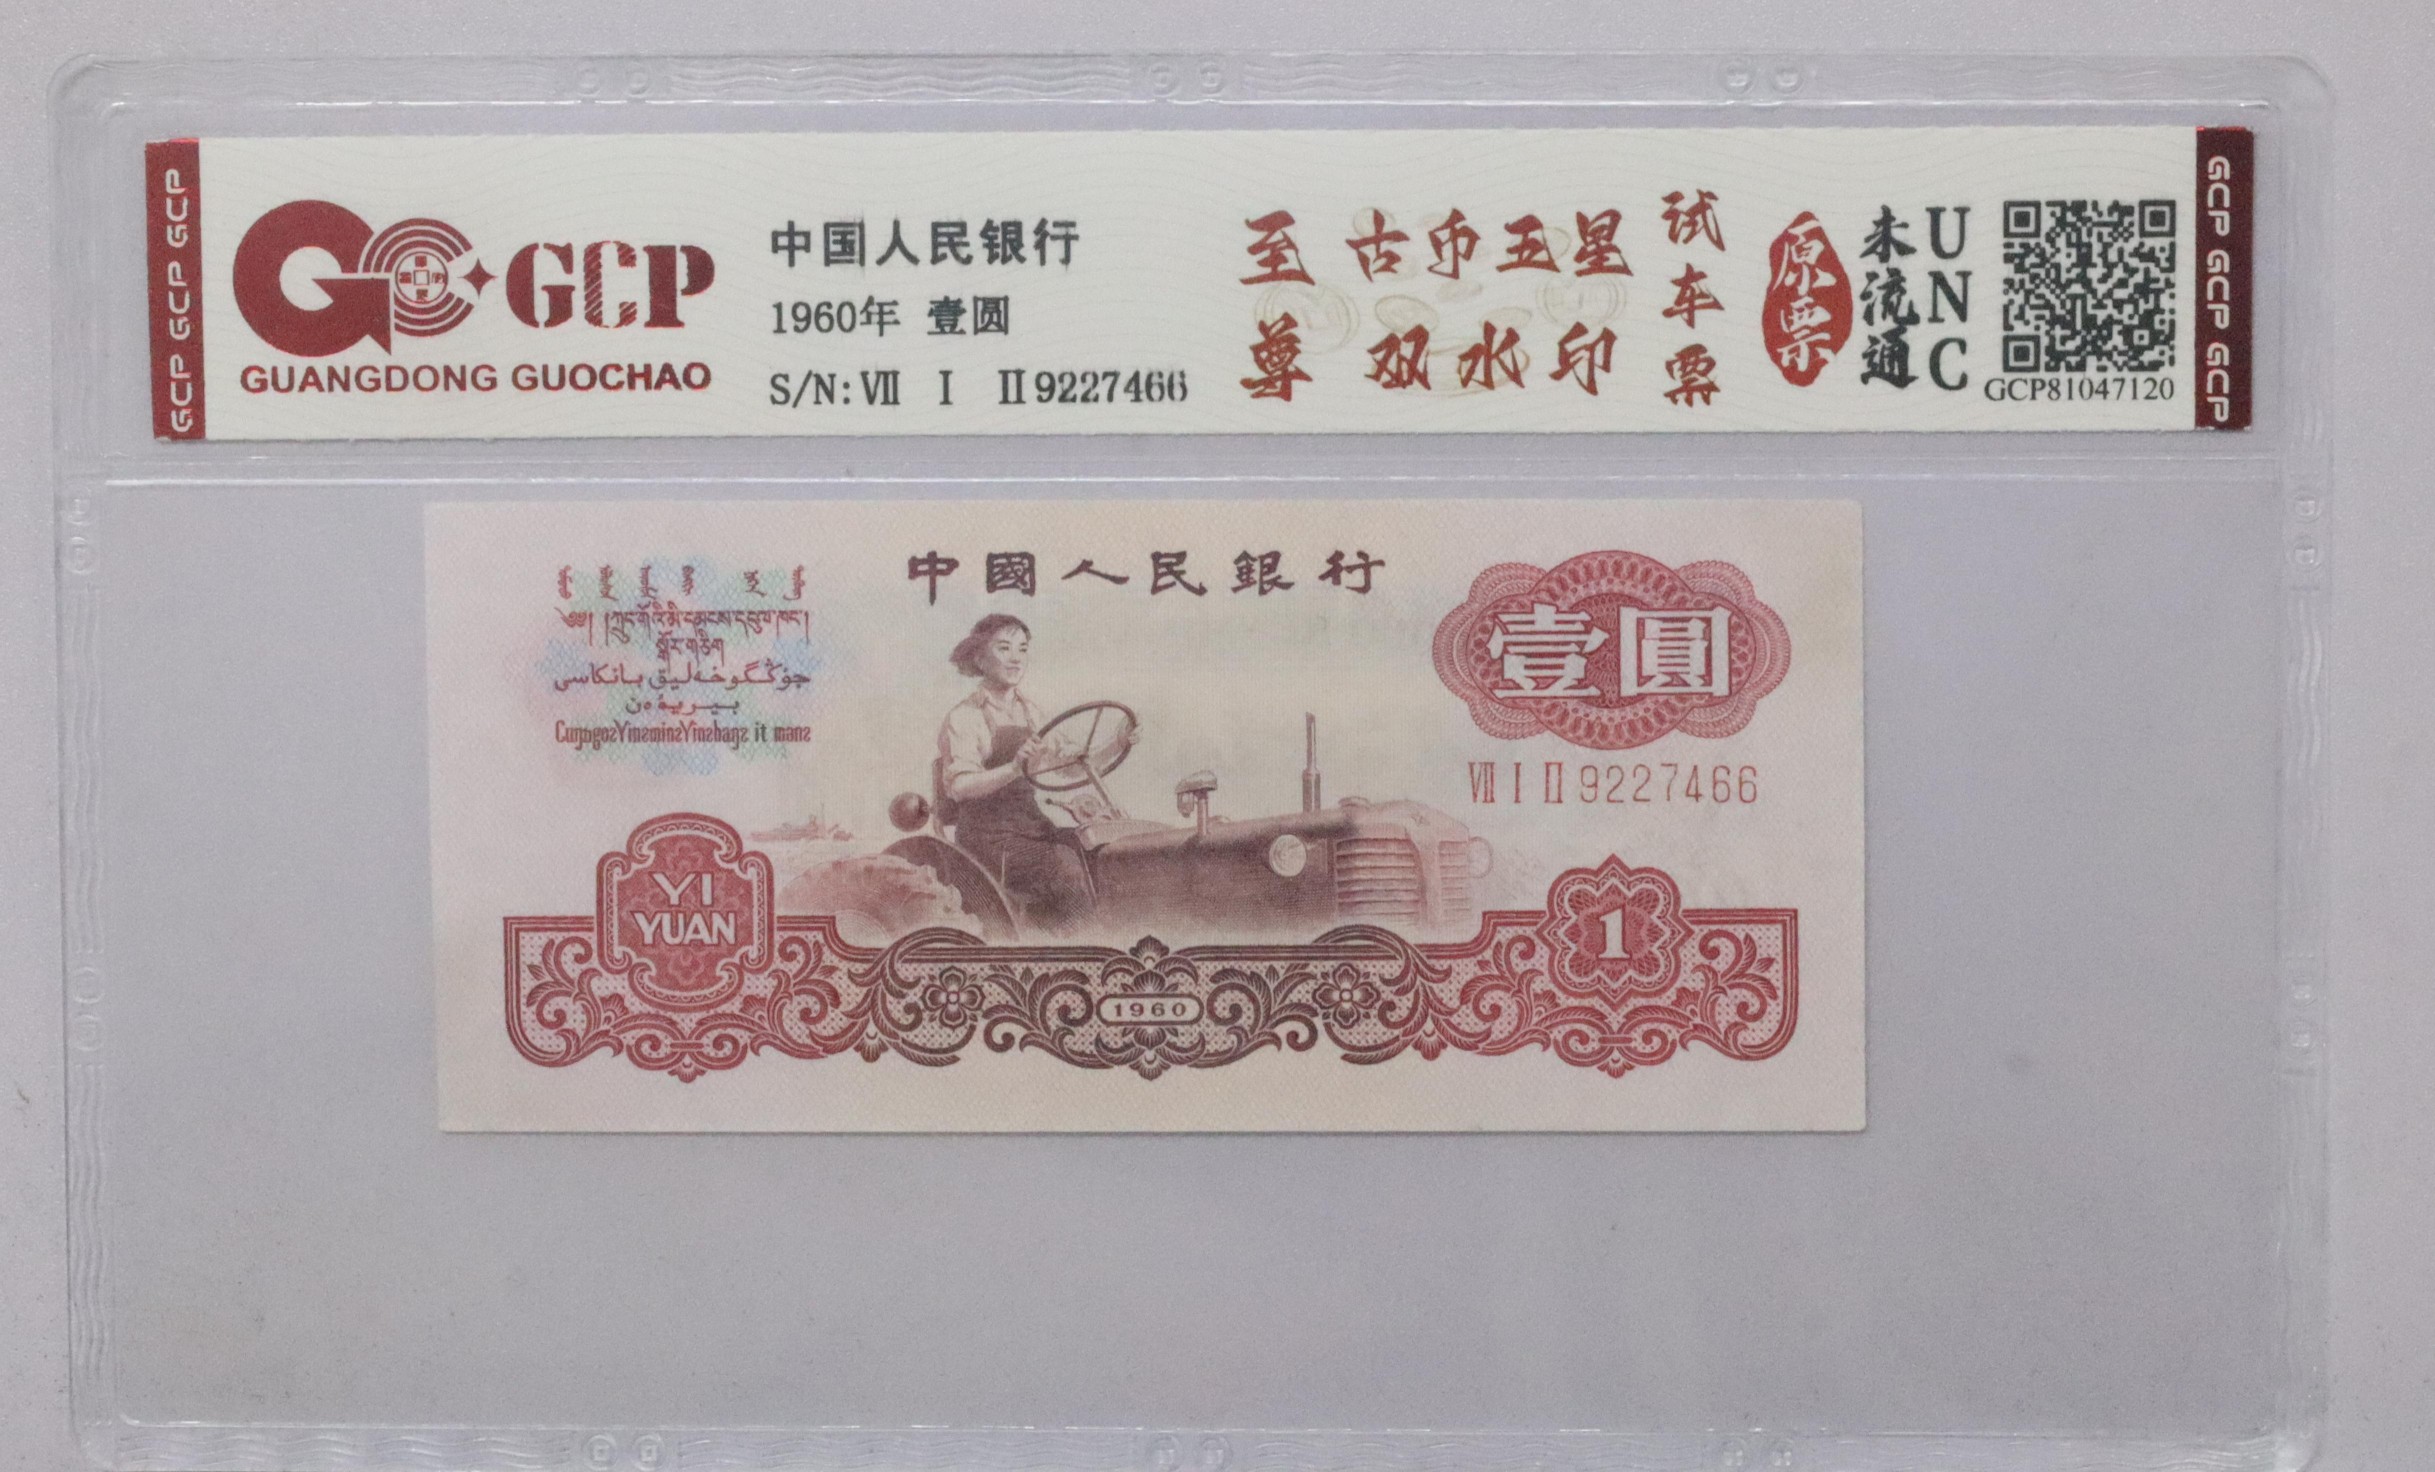 GCP GCP GCP
GCP
GUANGDONG GUOCHAO
中国人民银行
1960年 壹圆
S/N: Ⅶ Ⅰ Ⅱ 9227466
至尊
古币五星
双水印
试车票
原票
未流通
UNC
GCP81047120
GCP GCP GCP
中國人民銀行
壹圓
Ⅶ Ⅰ Ⅱ 9227466
YI
YUAN
1
1960